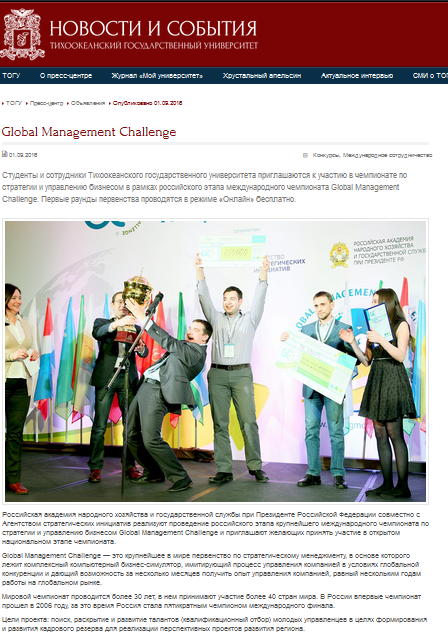 НОВОСТИ И СОБЫТИЯ
ТИХООКЕАНСКИЙ ГОСУДАРСТВЕННЫЙ УНИВЕРСИТЕТ
ТОГУ О пресс-центре Журнал «Мой университет» Хрустальный апельсин Актуальное интервью СМИ о ТОГ
ТОГУ Пресс-центр Объявления Опубликовано 01.09.2016
Global Management Challenge
01.09.2016 Конкурсы, Международное сотрудничество
Студенты и сотрудники Тихоокеанского государственного университета приглашаются к участию в чемпионате по
стратегии и управлению бизнесом в рамках российского этапа международного чемпионата Global Management
Challenge. Первые раунды первенства проводятся в режиме «Онлайн» бесплатно.
РОССИЙСКАЯ АКАДЕМИЯ
НАРОДНОГО ХОЗЯЙСТВА
И ГОСУДАРСТВЕННОЙ СЛУЖБЫ
ПРИ ПРЕЗИДЕНТЕ РФ
Российская академия народного хозяйства и государственной службы при Президенте Российской Федерации совместно с
Агентством стратегических инициатив реализуют проведение российского этапа крупнейшего международного чемпионата по
стратегии и управлению бизнесом Global Management Challenge и приглашают желающих принять участие в открытом
национальном этапе чемпионата.
Global Management Challenge — это крупнейшее в мире первенство по стратегическому менеджменту, в основе которого
лежит комплексный компьютерный бизнес-симулятор, имитирующий процесс управления компанией в условиях глобальной
конкуренции и дающий возможность за несколько месяцев получить опыт управления компанией, равный нескольким годам
работы на глобальном рынке.
Мировой чемпионат проводится более 30 лет, в нем принимают участие более 40 стран мира. В России впервые чемпионат
прошел в 2006 году, за это время Россия стала пятикратным чемпионом международного финала.
Цели проекта: поиск, раскрытие и развитие талантов (квалификационный отбор) молодых управленцев в целях формирования
и развития кадрового резерва для реализации перспективных проектов развития региона.